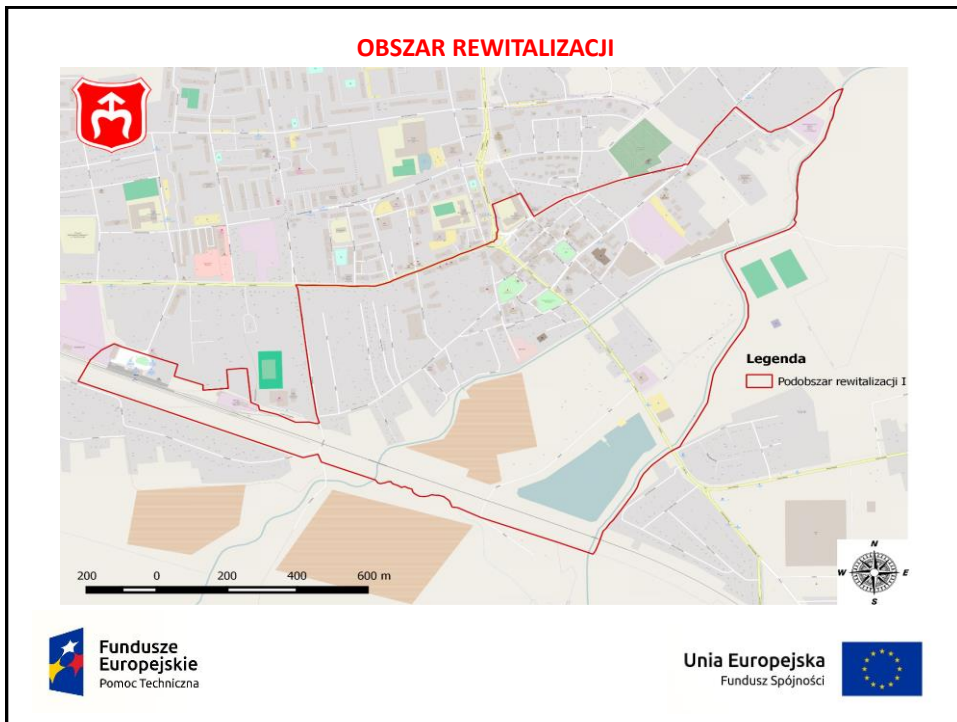 OBSZAR REWITALIZACJI
Legenda
Podobszar rewitalizacji I
N
W E
S
200 0 200 400 600 m
Fundusze
Europejskie
Pomoc Techniczna
Unia Europejska
Fundusz Spójności